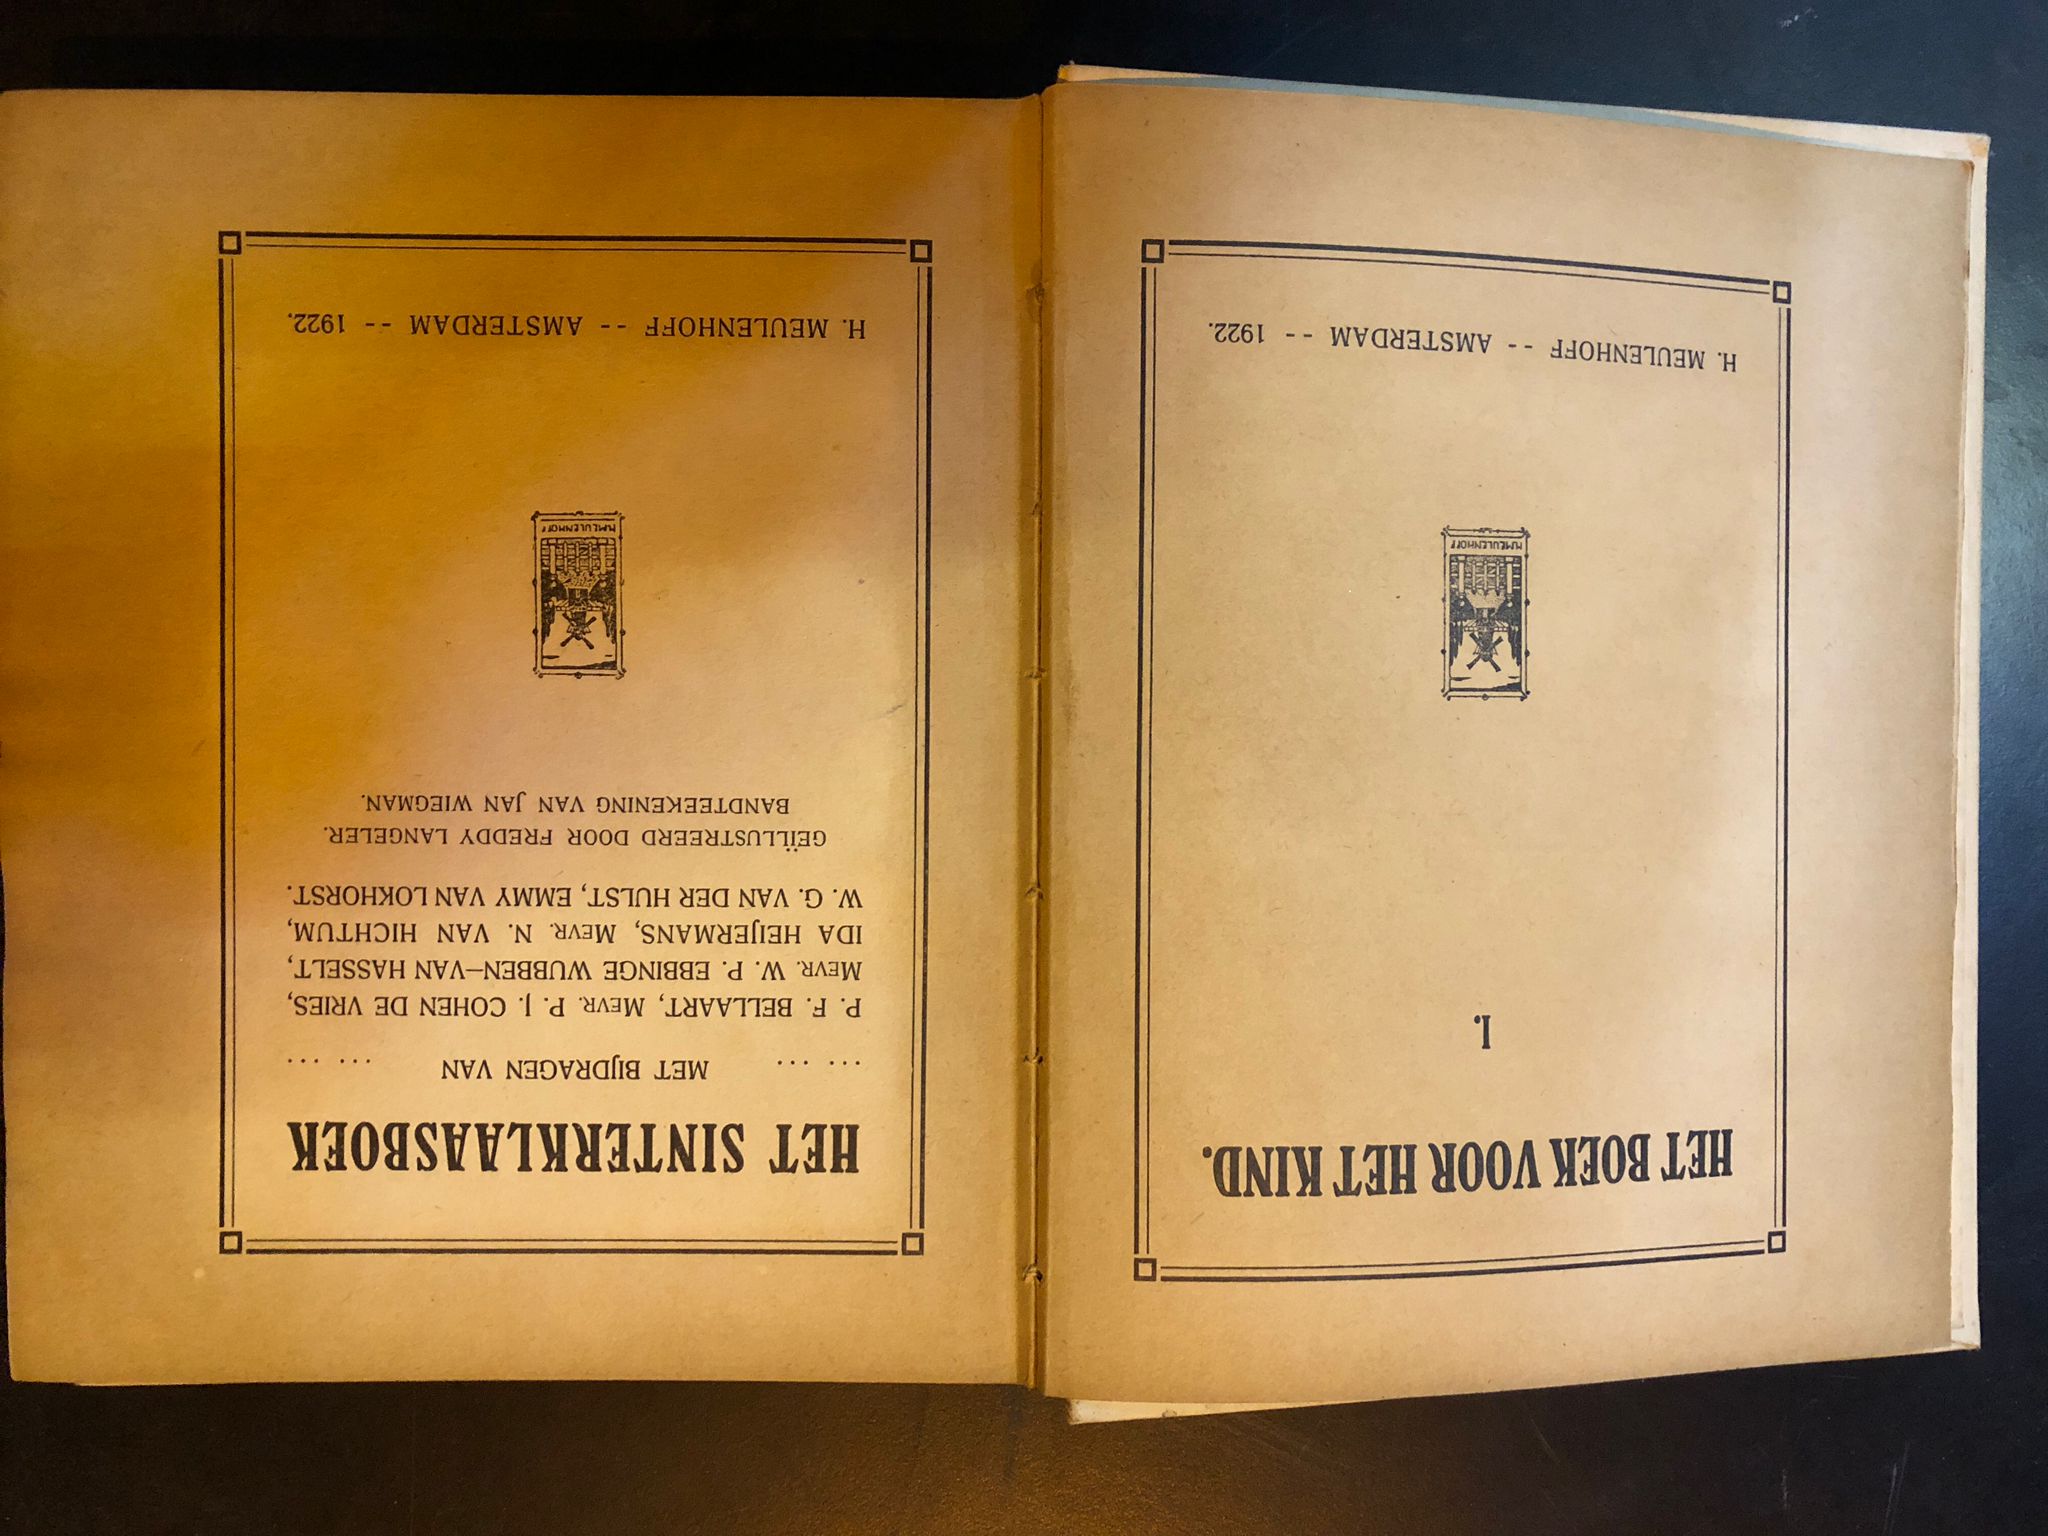 HET BOEK VOOR HET KIND.
I.
H. MEULENHOFF
H. MEULENHOFF -- AMSTERDAM -- 1922.
HET SINTERKLAASBOEK
... ... MET BIJDRAGEN VAN ... ...
P. F. BELLAART, MEVR. P. J. COHEN DE VRIES,
MEVR. W. P. EBBINGE WUBBEN—VAN HASSELT,
IDA HEIJERMANS, MEVR. N. VAN HICHTUM,
W. G. VAN DER HULST, EMMY VAN LOKHORST.
GEÏLLUSTREERD DOOR FREDDY LANGELER.
BANDTEEKENING VAN JAN WIEGMAN.
H. MEULENHOFF
H. MEULENHOFF -- AMSTERDAM -- 1922.